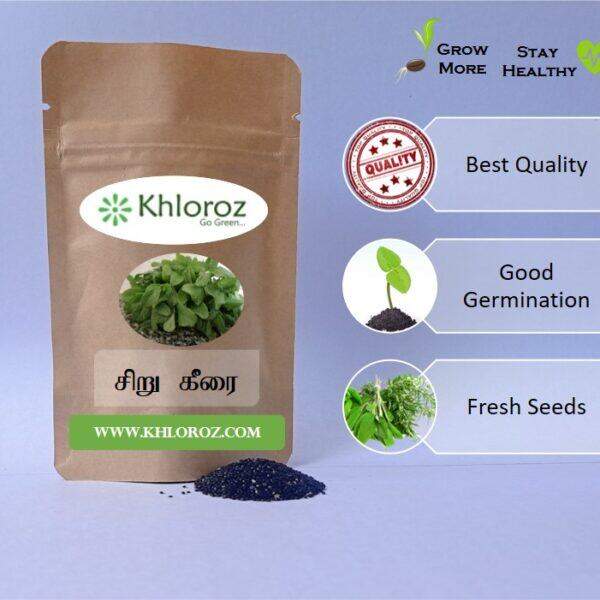 GROW
MORE
STAY
HEALTHY
QUALITY
Best Quality
Khloroz
Go Green...
Good
Germination
சிறு கீரை
Fresh Seeds
WWW.KHLOROZ.COM